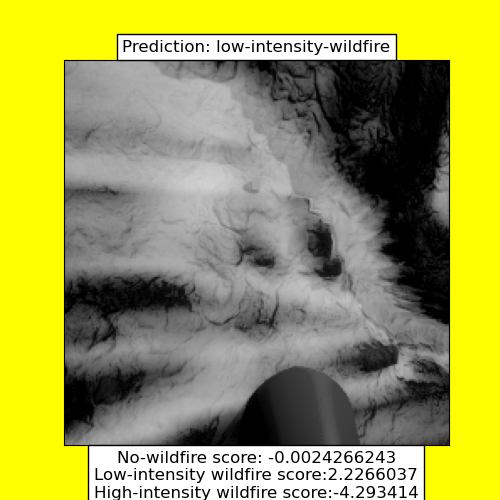 Prediction: low-intensity-wildfire
No-wildfire score: -0.0024266243
Low-intensity wildfire score:2.2266037
High-intensity wildfire score:-4.293414